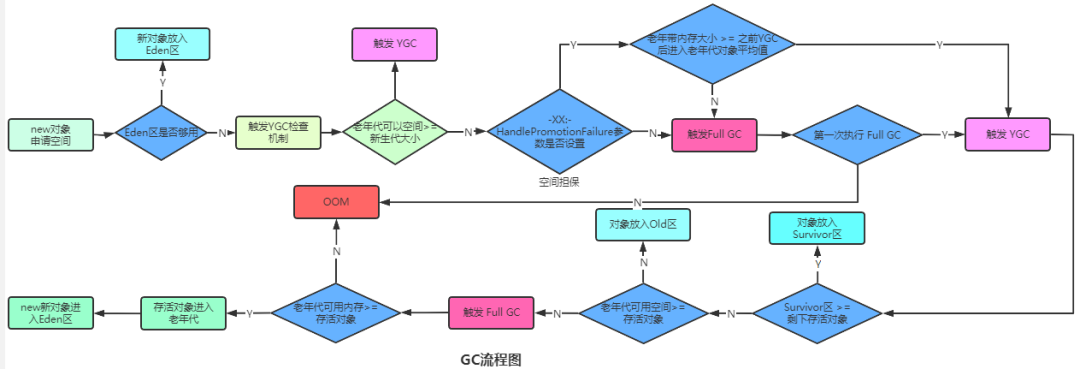 new对象
申请空间
Eden区是否够用
Y
新对象放入
Eden区
N
触发YGC检查
机制
老年代可以空间>=
新生代大小
触发 YGC
N
-XX:-
HandlePromotionFailure参
数是否设置
空间担保
Y
老年带内存大小 >= 之前YGC
后进入老年代对象平均值
Y
N
N
触发Full GC
第一次执行 Full GC
Y
触发 YGC
N
OOM
Survivor区 >=
剩下存活对象
Y
对象放入
Survivor区
N
老年代可用空间>=
存活对象
N
对象放入Old区
N
触发 Full GC
老年代可用内存>=
存活对象
N
Y
存活对象进入
老年代
new新对象进
入Eden区
GC流程图